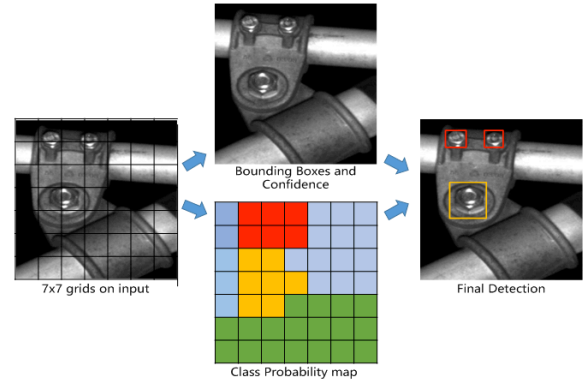 Bounding Boxes and
Confidence
7x7 grids on input
Final Detection
Class Probability map